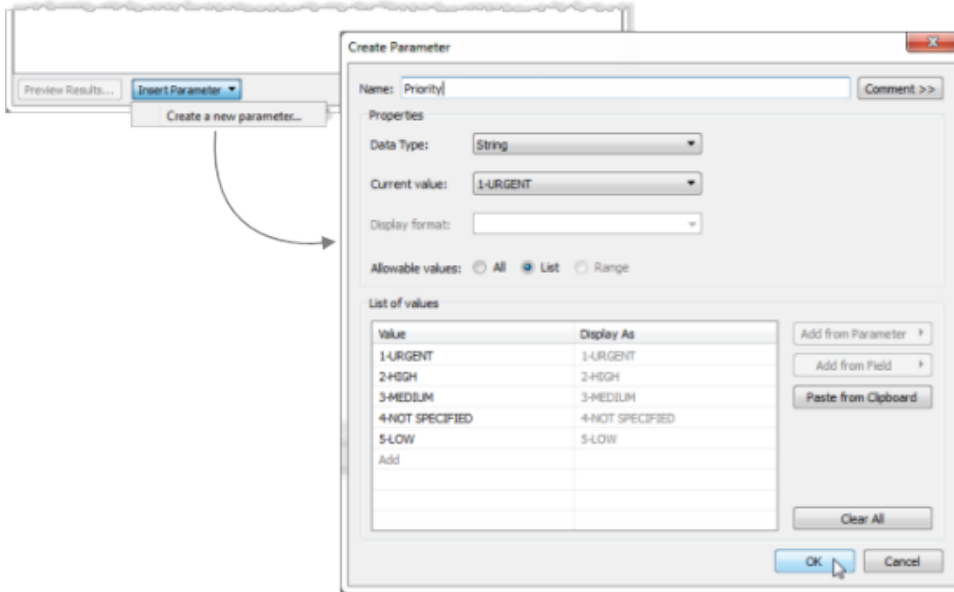 Create Parameter
Preview Results... Insert Parameter
Create a new parameter...
Name: Priority Comment >>
Properties
Data Type: String
Current value: 1-URGENT
Display format:
Allowable values: All List Range
List of values
Value Display As
1-URGENT 1-URGENT
2-HIGH 2-HIGH
3-MEDIUM 3-MEDIUM
4-NOT SPECIFIED 4-NOT SPECIFIED
5-LOW 5-LOW
Add
Add from Parameter
Add from Field
Paste from Clipboard
Clear All
OK Cancel